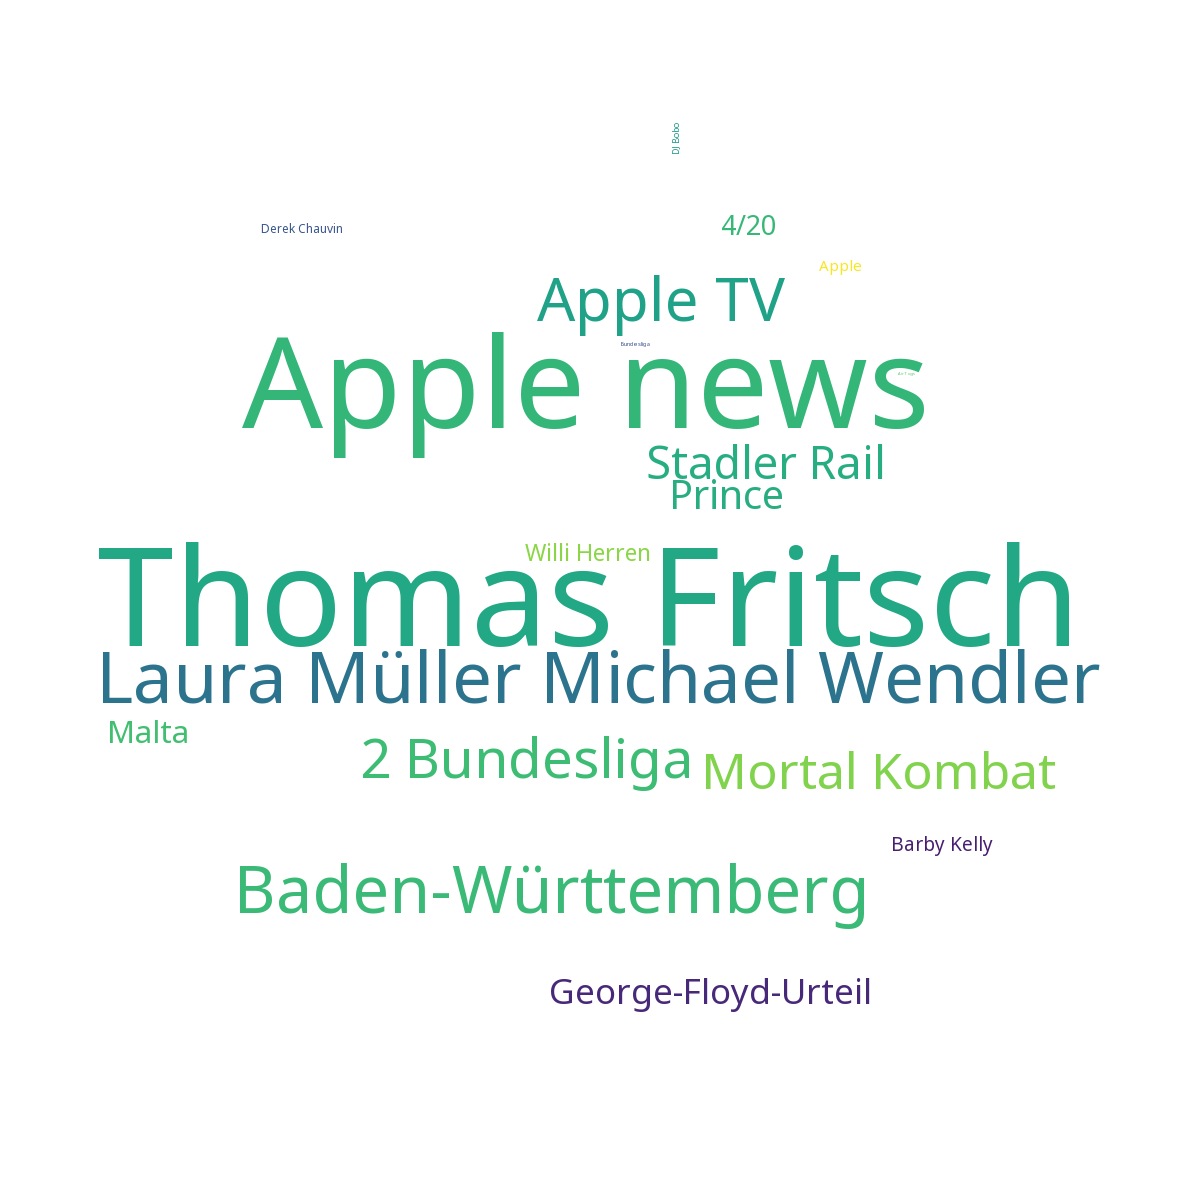 DJ Bobo
4/20
Derek Chauvin
Apple
Apple TV
Bundesliga
Apple news
Stadler Rail
Prince
Willi Herren
Thomas Fritsch
Laura Müller Michael Wendler
Malta
2 Bundesliga
Mortal Kombat
Barby Kelly
Baden-Württemberg
George-Floyd-Urteil